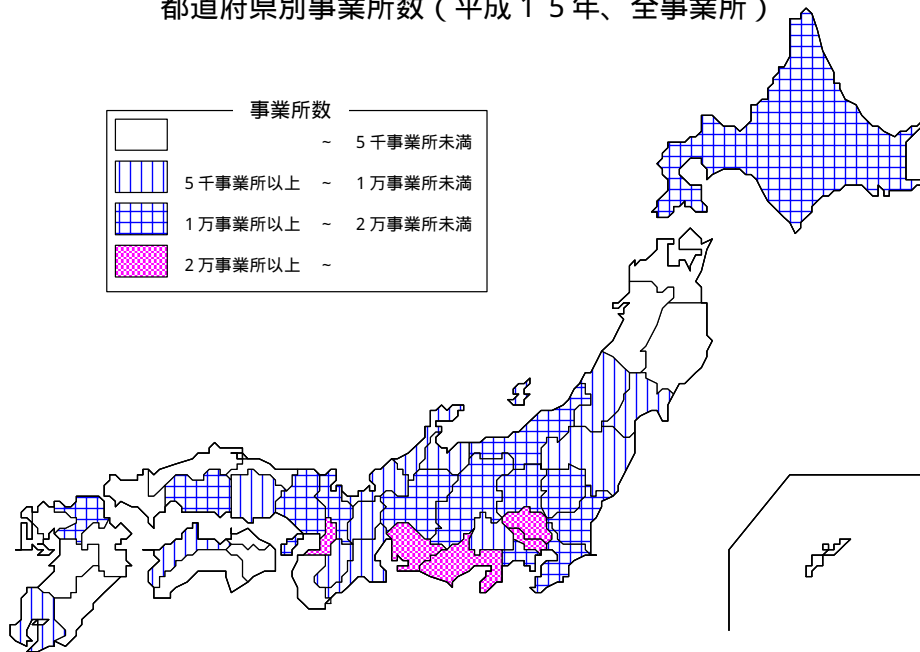 都道府県別事業所数(平成15年、全事業所)
事業所数
~ 5千事業所未満
5千事業所以上 ~ 1万事業所未満
1万事業所以上 ~ 2万事業所未満
2万事業所以上 ~